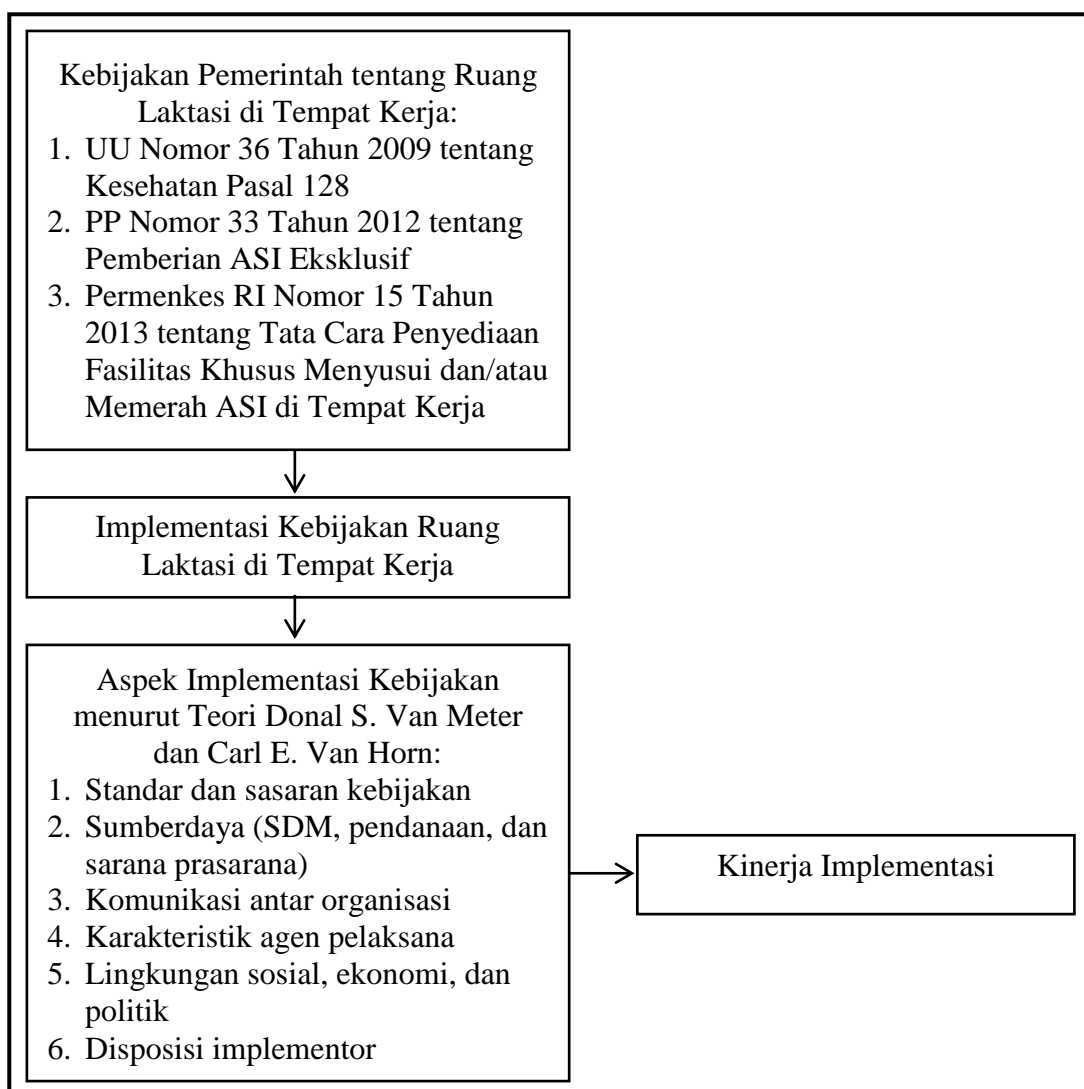 Kebijakan Pemerintah tentang Ruang
Laktasi di Tempat Kerja:
1. UU Nomor 36 Tahun 2009 tentang
Kesehatan Pasal 128
2. PP Nomor 33 Tahun 2012 tentang
Pemberian ASI Eksklusif
3. Permenkes RI Nomor 15 Tahun
2013 tentang Tata Cara Penyediaan
Fasilitas Khusus Menyusui dan/atau
Memerah ASI di Tempat Kerja
Implementasi Kebijakan Ruang
Laktasi di Tempat Kerja
Aspek Implementasi Kebijakan
menurut Teori Donal S. Van Meter
dan Carl E. Van Horn:
1. Standar dan sasaran kebijakan
2. Sumberdaya (SDM, pendanaan, dan
sarana prasarana)
3. Komunikasi antar organisasi
4. Karakteristik agen pelaksana
5. Lingkungan sosial, ekonomi, dan
politik
6. Disposisi implementor
Kinerja Implementasi